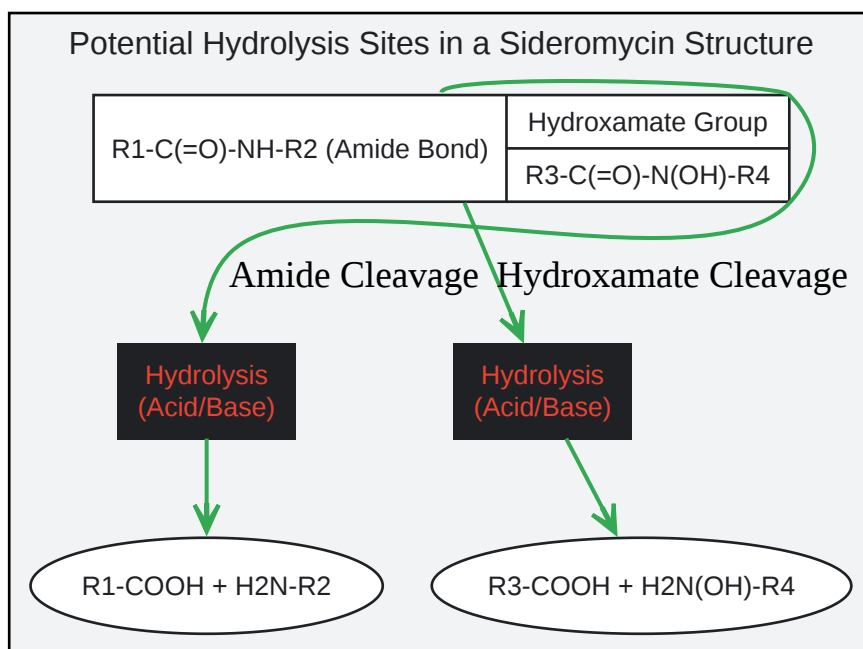 Potential Hydrolysis Sites in a Sideromycin Structure
R1-C(=O)-NH-R2 (Amide Bond)
Hydroxamate Group
R3-C(=O)-N(OH)-R4
Amide Cleavage
Hydroxamate Cleavage
Hydrolysis
(Acid/Base)
Hydrolysis
(Acid/Base)
R1-COOH + H2N-R2
R3-COOH + H2N(OH)-R4